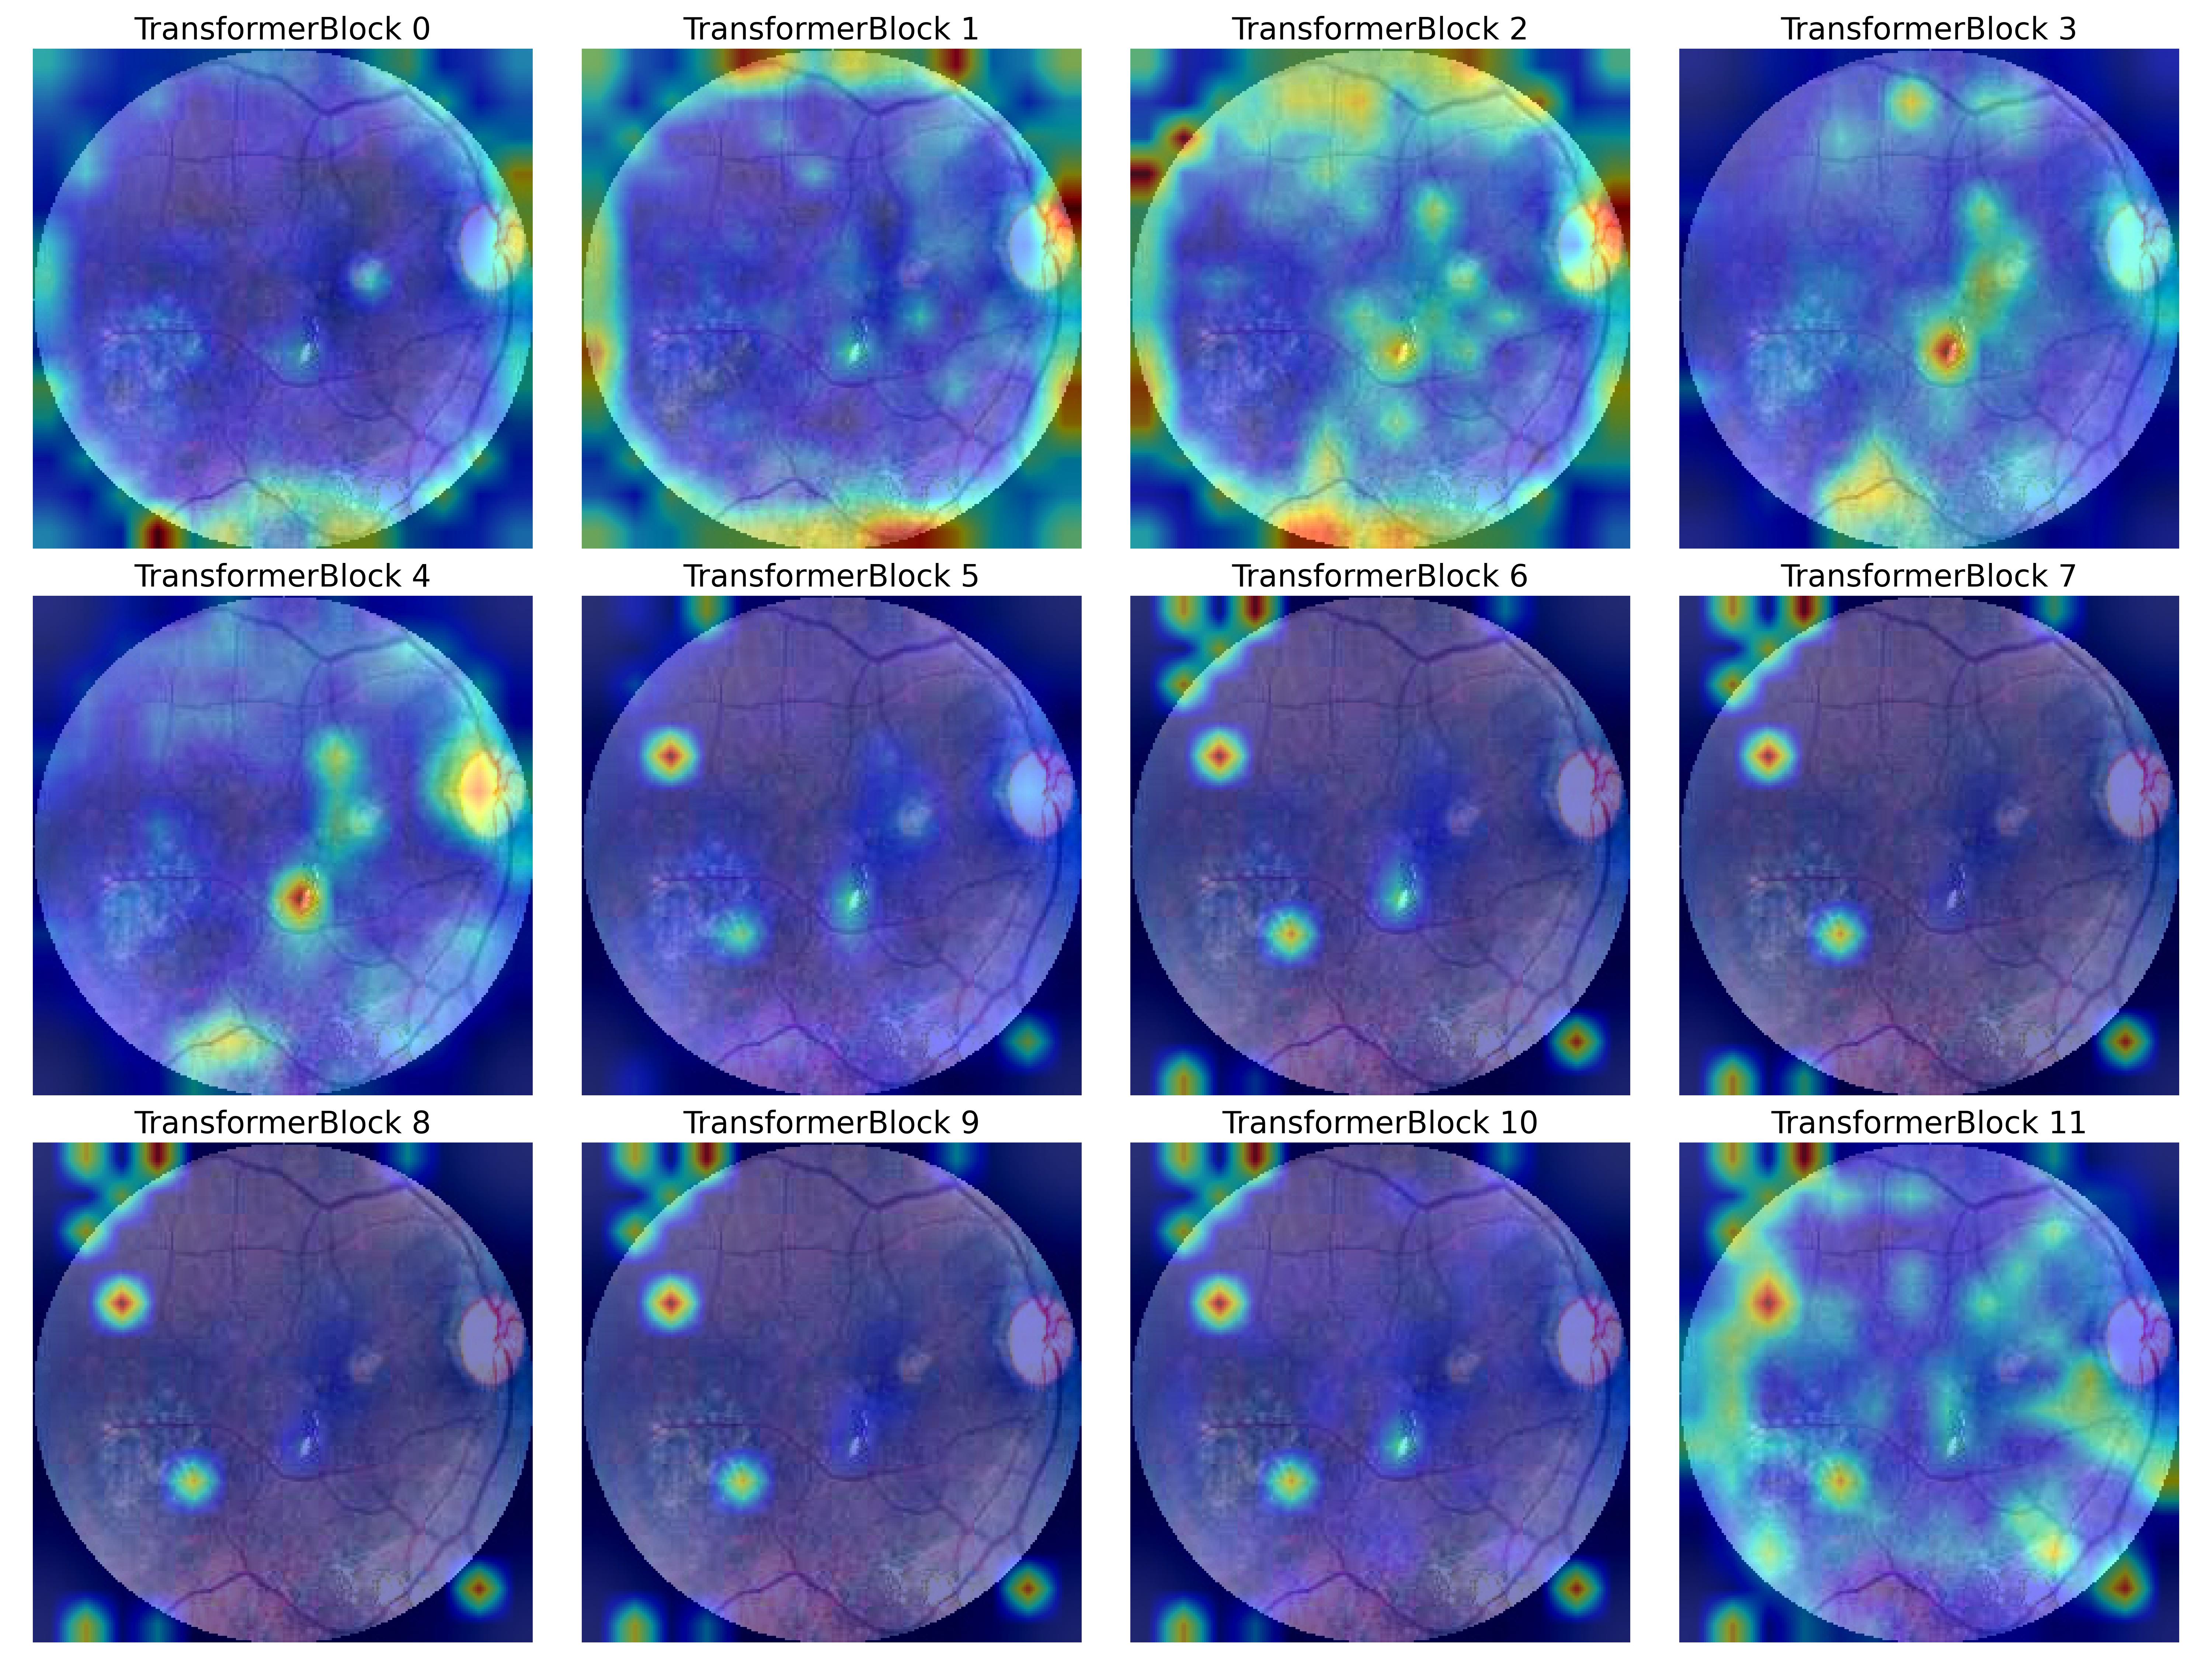 TransformerBlock 0
TransformerBlock 1
TransformerBlock 2
TransformerBlock 3
TransformerBlock 4
TransformerBlock 5
TransformerBlock 6
TransformerBlock 7
TransformerBlock 8
TransformerBlock 9
TransformerBlock 10
TransformerBlock 11